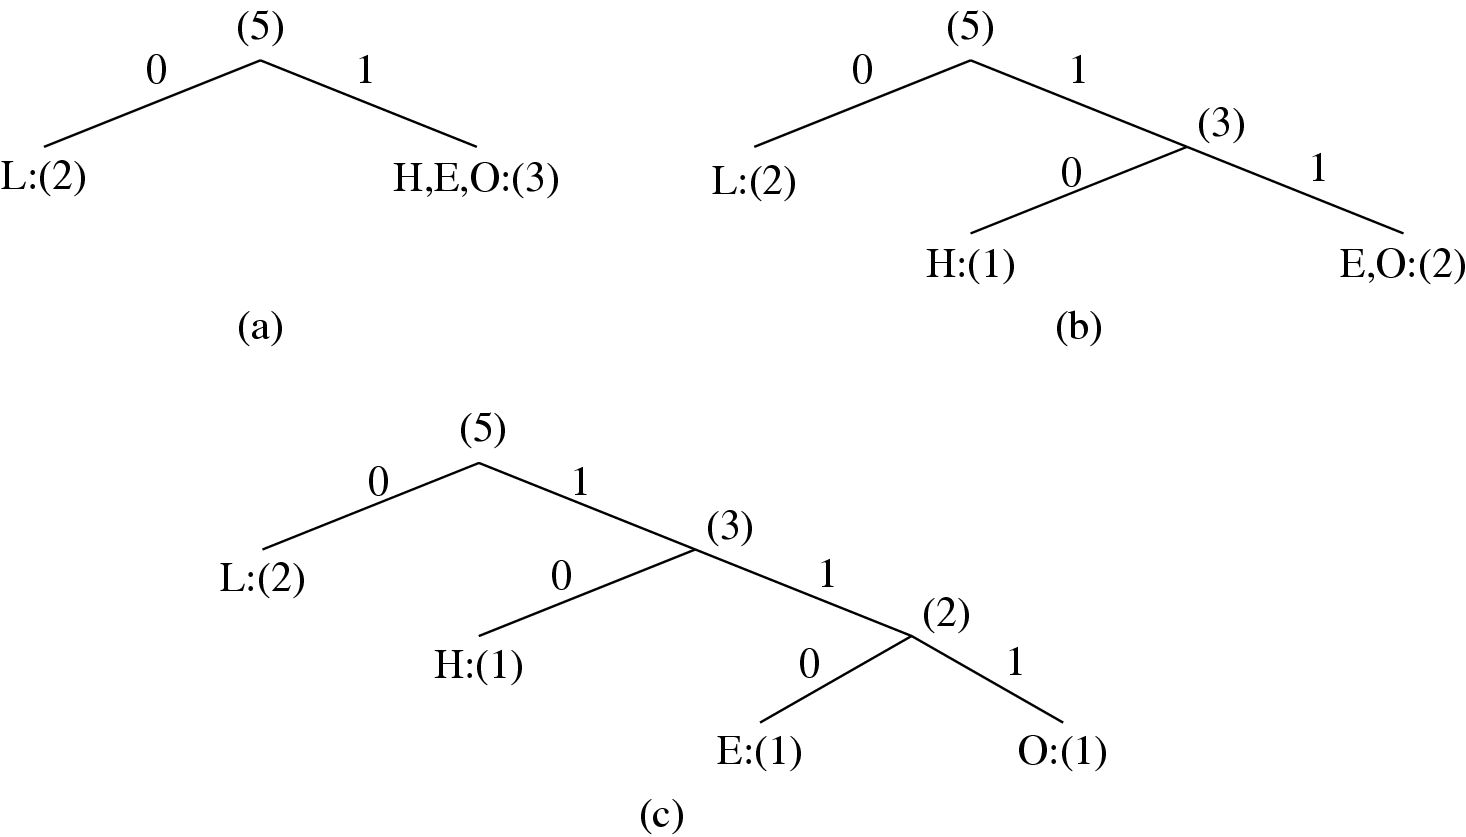 (5)
0 1
L:(2) H,E,O:(3)
(a)
(5)
0 1
(3)
L:(2) 0 1
H:(1) E,O:(2)
(b)
(5)
0 1
(3)
L:(2) 0 1
(2)
H:(1) 0 1
E:(1) O:(1)
(c)